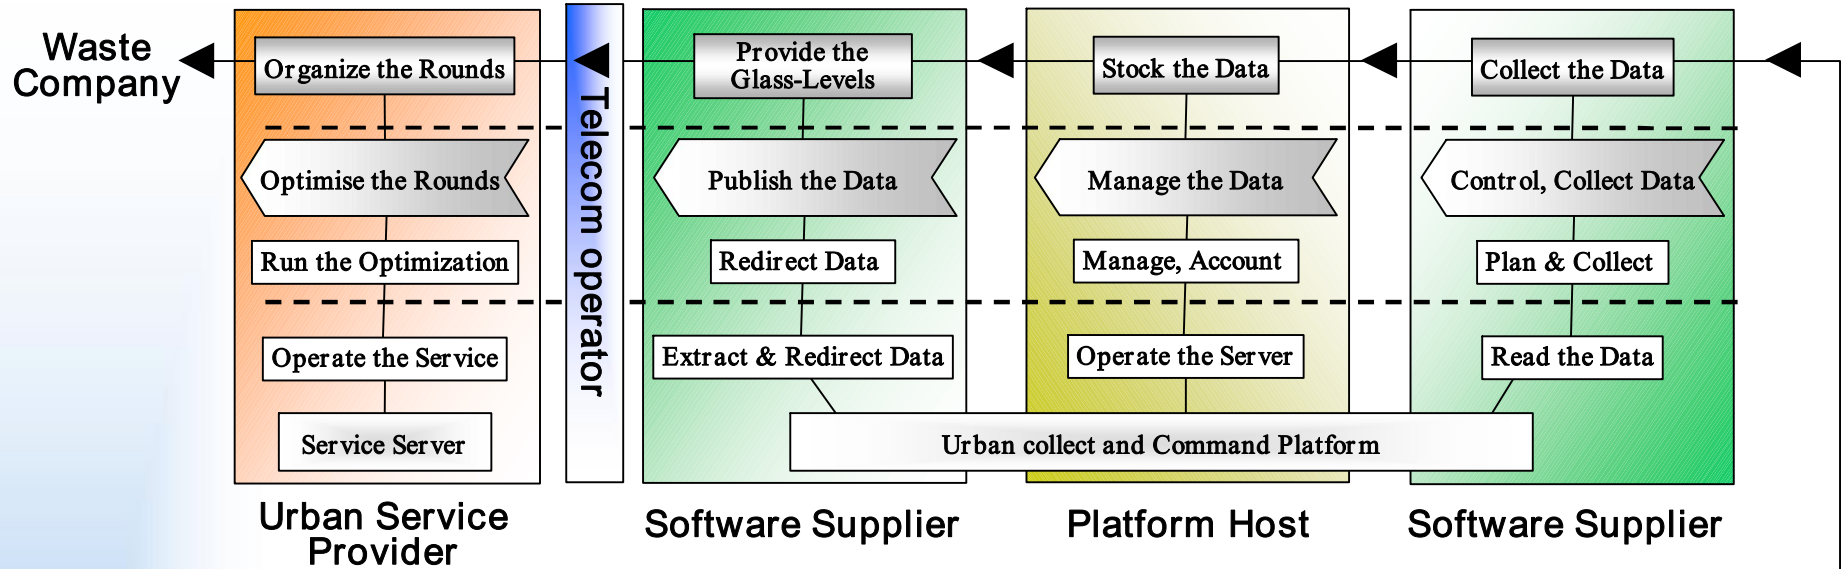 Waste
Company
Organize the Rounds
Provide the
Glass-Levels
Stock the Data
Collect the Data
Telecom operator
Optimise the Rounds
Publish the Data
Manage the Data
Control, Collect Data
Run the Optimization
Redirect Data
Manage, Account
Plan & Collect
Operate the Service
Extract & Redirect Data
Operate the Server
Read the Data
Service Server
Urban collect and Command Platform
Urban Service
Provider
Software Supplier
Platform Host
Software Supplier